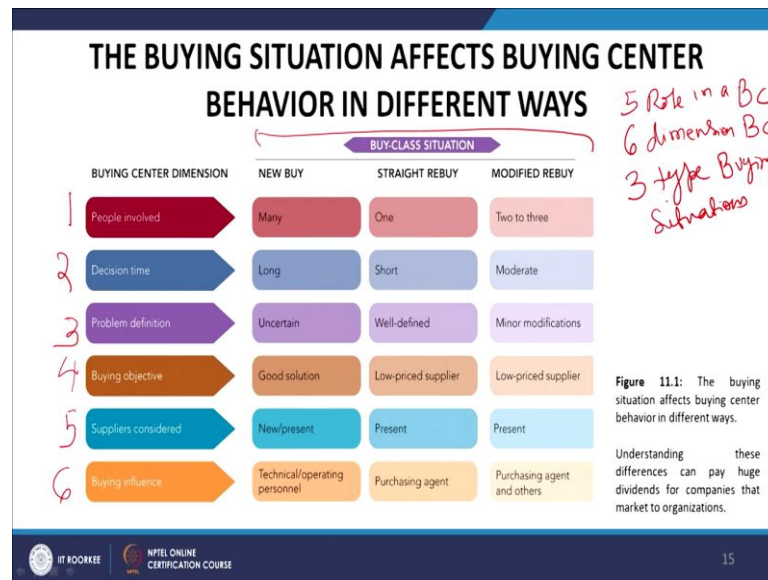 THE BUYING SITUATION AFFECTS BUYING CENTER
BEHAVIOR IN DIFFERENT WAYS
5 Role in a BC
6 dimension BC
3 type Buying
Situations
BUY-CLASS SITUATION
BUYING CENTER DIMENSION NEW BUY STRAIGHT REBUY MODIFIED REBUY
1 People involved Many One Two to three
2 Decision time Long Short Moderate
3 Problem definition Uncertain Well-defined Minor modifications
4 Buying objective Good solution Low-priced supplier Low-priced supplier
5 Suppliers considered New/present Present Present
6 Buying influence Technical/operating personnel Purchasing agent Purchasing agent and others
Figure 11.1: The buying
situation affects buying center
behavior in different ways.
Understanding these
differences can pay huge
dividends for companies that
market to organizations.
IIT ROORKEE
NPTEL ONLINE
CERTIFICATION COURSE
15